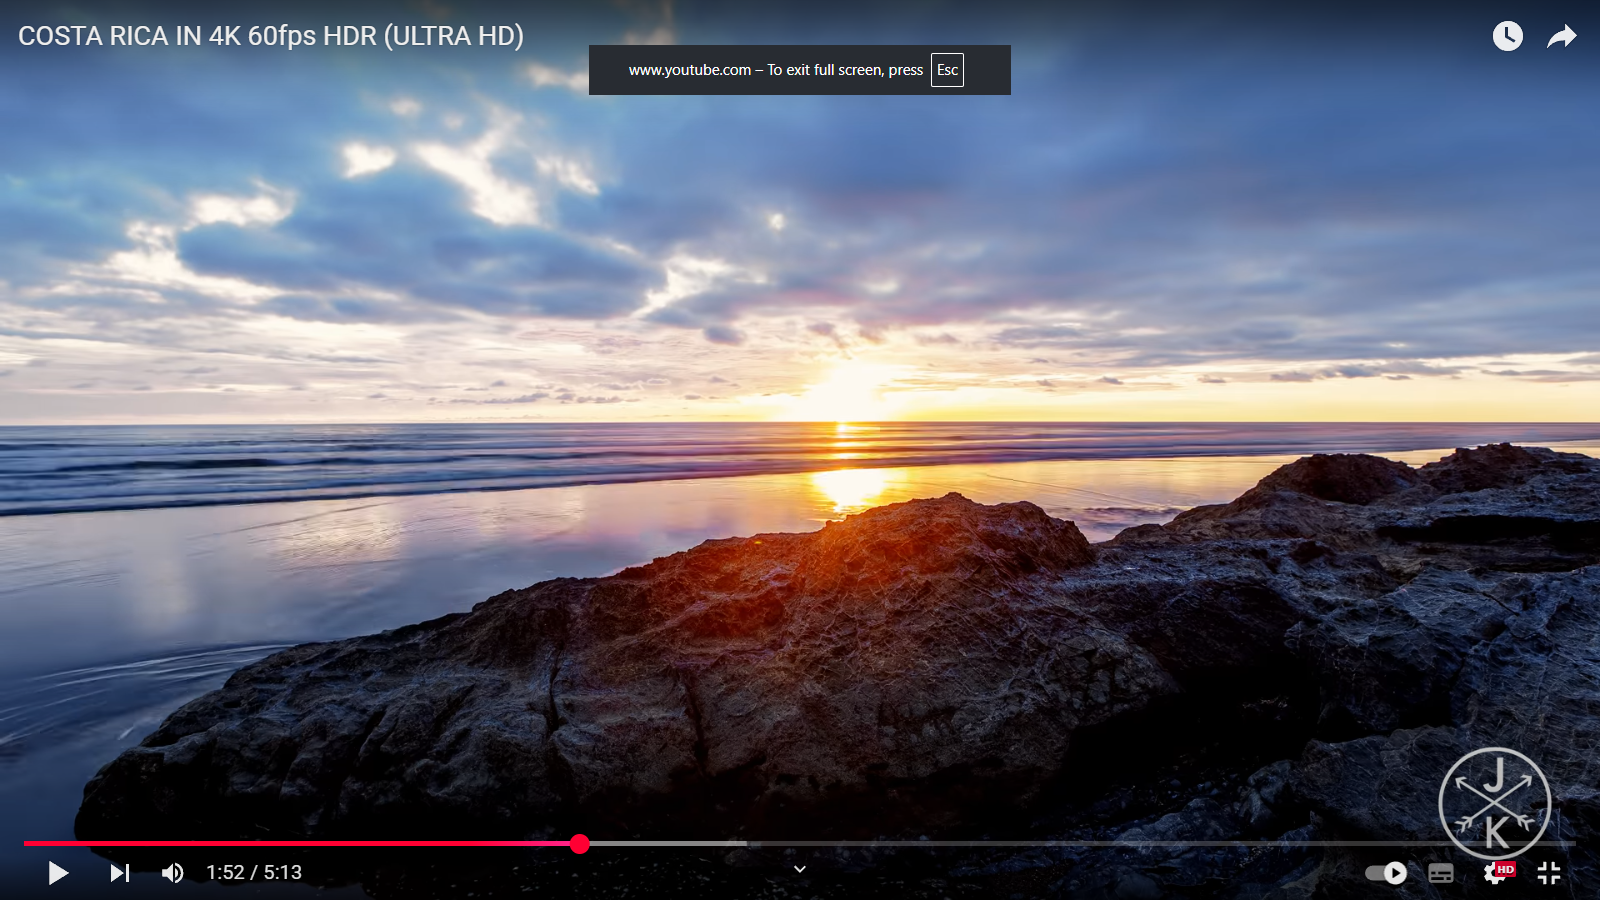 COSTA RICA IN 4K 60fps HDR (ULTRA HD)
www.youtube.com – To exit full screen, press Esc
J
K
1:52 / 5:13
HD